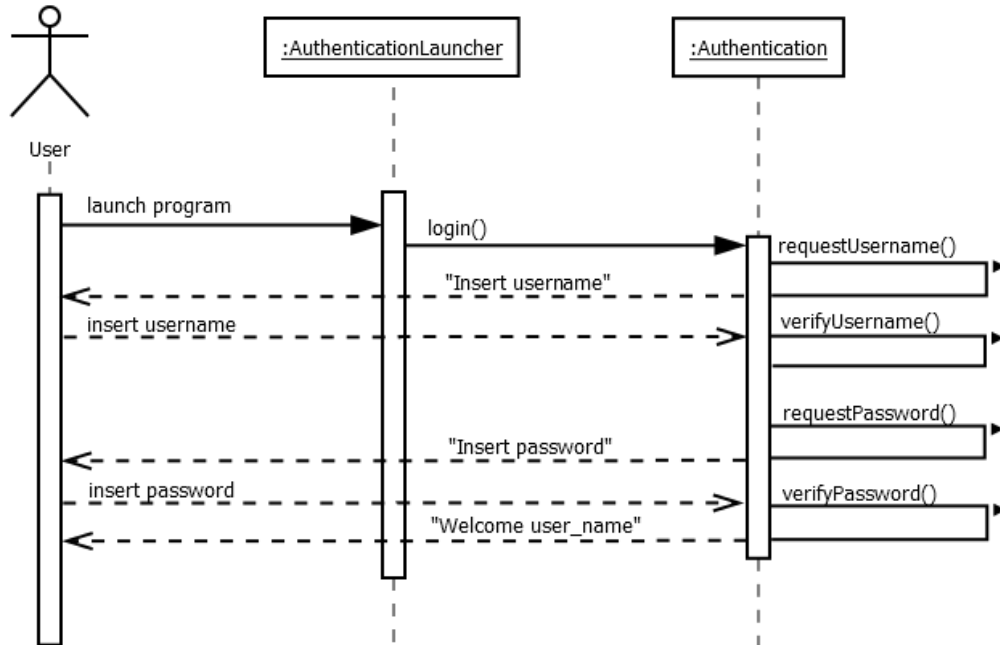 :AuthenticationLauncher
:Authentication
User
launch program
login()
requestUsername()
"Insert username"
insert username
verifyUsername()
requestPassword()
"Insert password"
insert password
verifyPassword()
"Welcome user_name"